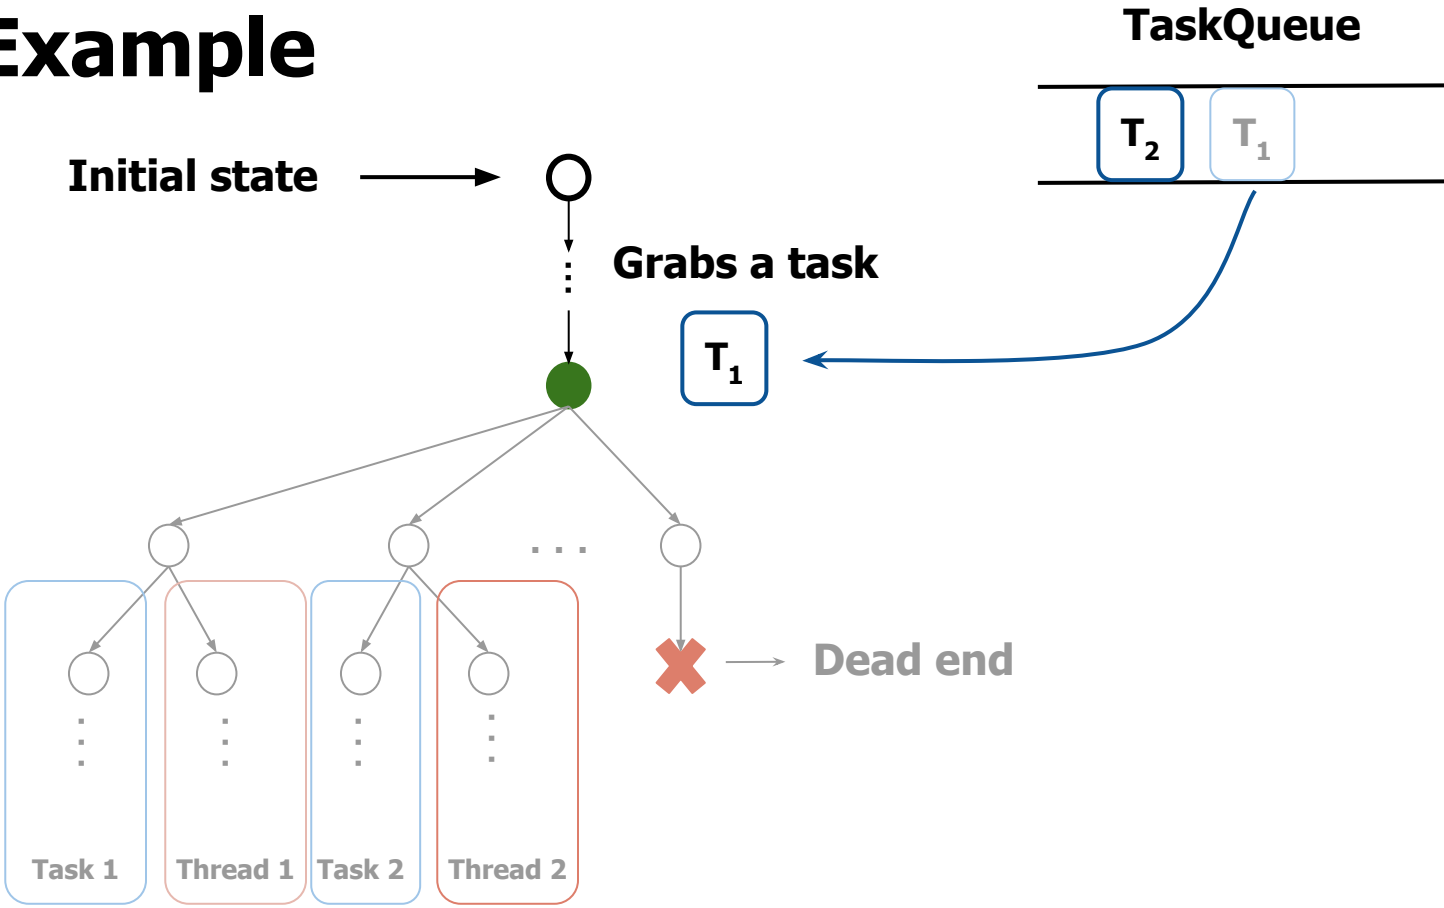 Example
TaskQueue
T2 T1
Initial state
Grabs a task
T1
. . .
Dead end
Task 1 Thread 1 Task 2 Thread 2